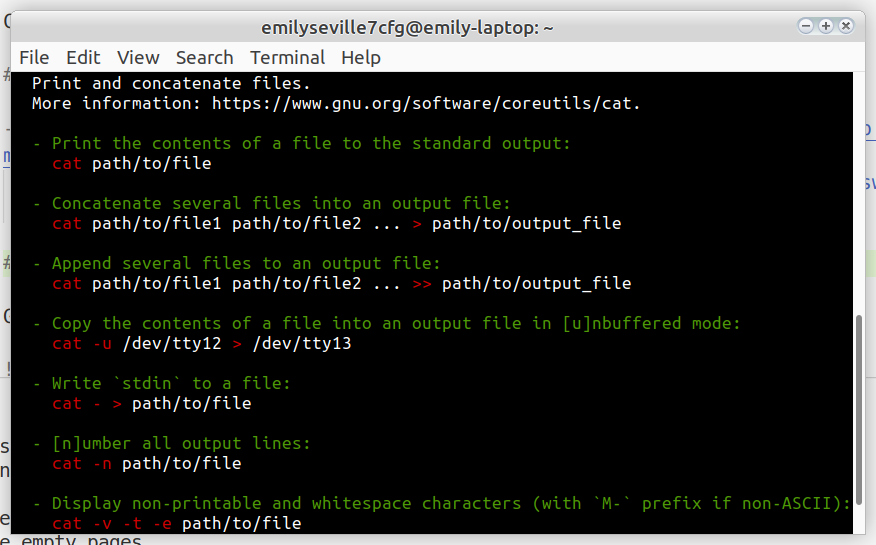 emilyseville7cfg@emily-laptop: ~
File Edit View Search Terminal Help
Print and concatenate files.
More information: https://www.gnu.org/software/coreutils/cat.
- Print the contents of a file to the standard output:
cat path/to/file
- Concatenate several files into an output file:
cat path/to/file1 path/to/file2 ... > path/to/output_file
- Append several files to an output file:
cat path/to/file1 path/to/file2 ... >> path/to/output_file
- Copy the contents of a file into an output file in [u]nbuffered mode:
cat -u /dev/tty12 > /dev/tty13
- Write `stdin` to a file:
cat - > path/to/file
- [n]umber all output lines:
cat -n path/to/file
- Display non-printable and whitespace characters (with `M-` prefix if non-ASCII):
cat -v -t -e path/to/file
e empty pages